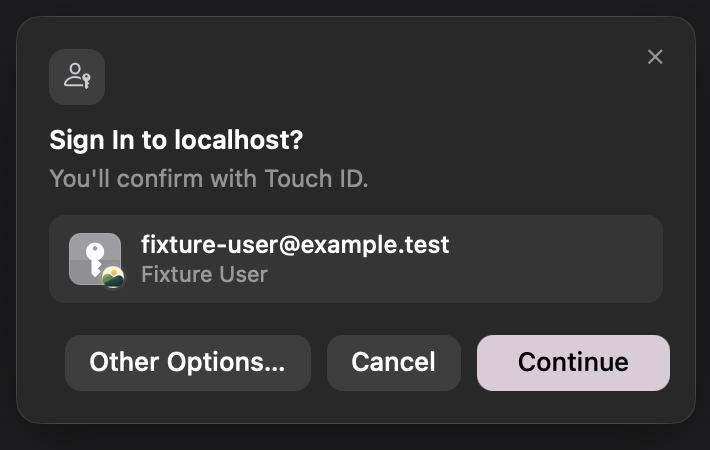 Sign In to localhost?
You'll confirm with Touch ID.
fixture-user@example.test
Fixture User
Other Options...
Cancel
Continue